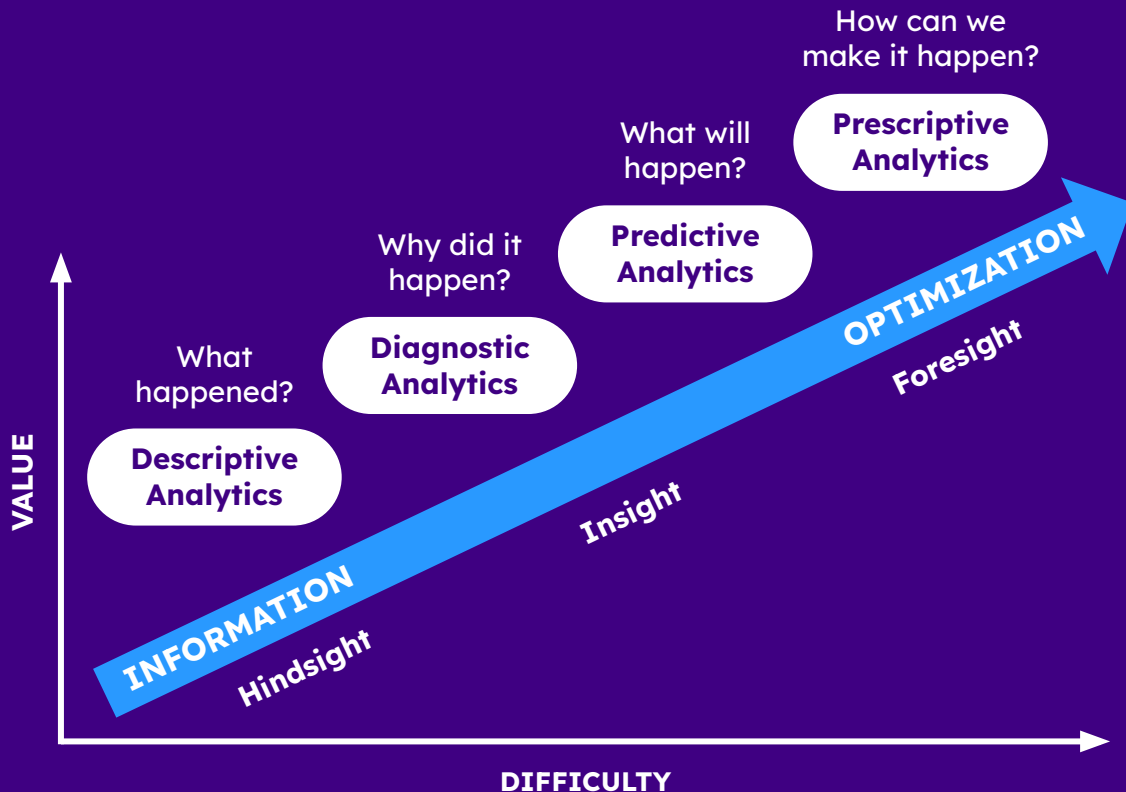 How can we
make it happen?
Prescriptive
Analytics
What will
happen?
Predictive
Analytics
Why did it
happen?
Diagnostic
Analytics
What
happened?
Descriptive
Analytics
VALUE
INFORMATION
OPTIMIZATION
Hindsight
Insight
Foresight
DIFFICULTY